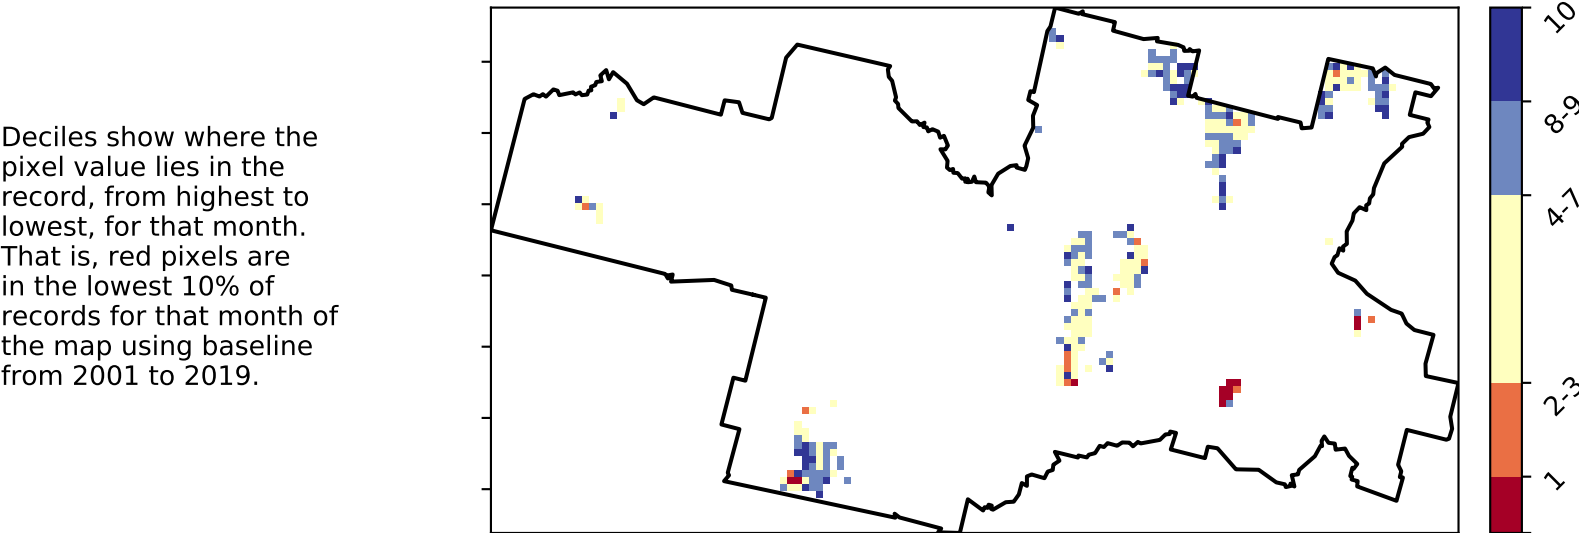 Deciles show where the
pixel value lies in the
record, from highest to
lowest, for that month.
That is, red pixels are
in the lowest 10% of
records for that month of
the map using baseline
from 2001 to 2019.
10
8-9
4-7
2-3
1